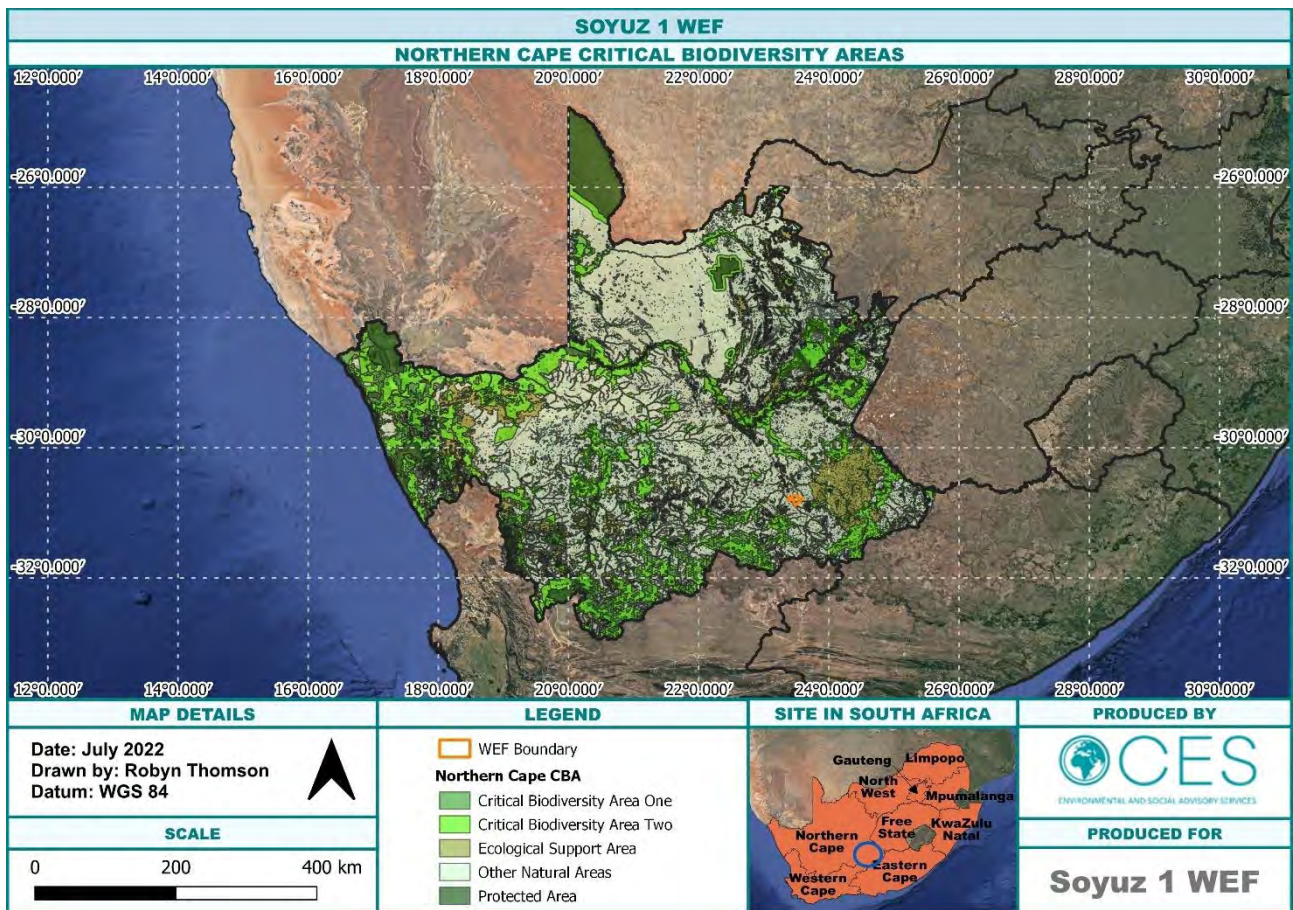 SOYUZ 1 WEF
NORTHERN CAPE CRITICAL BIODIVERSITY AREAS
12°0.000′ 14°0.000′ 16°0.000′ 18°0.000′ 20°0.000′ 22°0.000′ 24°0.000′ 26°0.000′ 28°0.000′ 30°0.000′
-26°0.000′ -26°0.000′
-28°0.000′ -28°0.000′
-30°0.000′ -30°0.000′
-32°0.000′ -32°0.000′
12°0.000′ 14°0.000′ 16°0.000′ 18°0.000′ 20°0.000′ 22°0.000′ 24°0.000′ 26°0.000′ 28°0.000′ 30°0.000′
MAP DETAILS
Date: July 2022
Drawn by: Robyn Thomson
Datum: WGS 84
SCALE
0 200 400 km
LEGEND
WEF Boundary
Northern Cape CBA
Critical Biodiversity Area One
Critical Biodiversity Area Two
Ecological Support Area
Other Natural Areas
Protected Area
SITE IN SOUTH AFRICA
Gauteng
Limpopo
North
West
Mpumalanga
Free
State
KwaZulu
Natal
Northern
Cape
Eastern
Cape
Western
Cape
PRODUCED BY
CES
ENVIRONMENTAL AND SOCIAL ADVISORY SERVICES
PRODUCED FOR
Soyuz 1 WEF